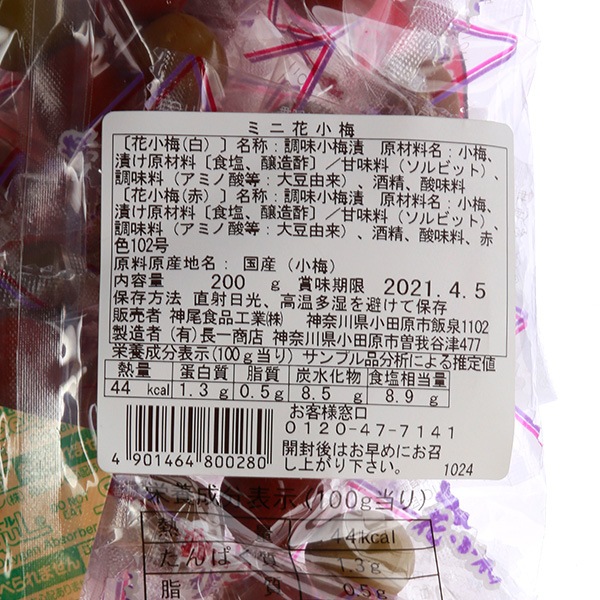 ミニ花小梅
〔花小梅(白)〕名称:調味小梅漬 原材料名:小梅、
漬け原材料〔食塩、醸造酢〕／甘味料(ソルビット)、
調味料(アミノ酸等:大豆由来)、酒精、酸味料
〔花小梅(赤)〕名称:調味小梅漬 原材料名:小梅、
漬け原材料〔食塩、醸造酢〕／甘味料(ソルビット)、
調味料(アミノ酸等:大豆由来)、酒精、酸味料、赤
色102号
原料原産地名: 国産(小梅)
内容量 200 g 賞味期限 2021.4.5
保存方法 直射日光、高温多湿を避けて保存
販売者 神尾食品工業㈱ 神奈川県小田原市飯泉1102
製造者 (有)長一商店 神奈川県小田原市曽我谷津477
栄養成分表示(100g当り) サンプル品分析による推定値
熱量 蛋白質 脂質 炭水化物 食塩相当量
44 kcal 1.3 g 0.5 g 8.5 g 8.9 g
お客様窓口
0120-47-7141
開封後はお早めにお召
し上がり下さい。 1024
4 901464 800280
栄養成分表示(100g当り)
熱量 44kcal
たんぱく質 1.3g
脂質 0.5g
べられません